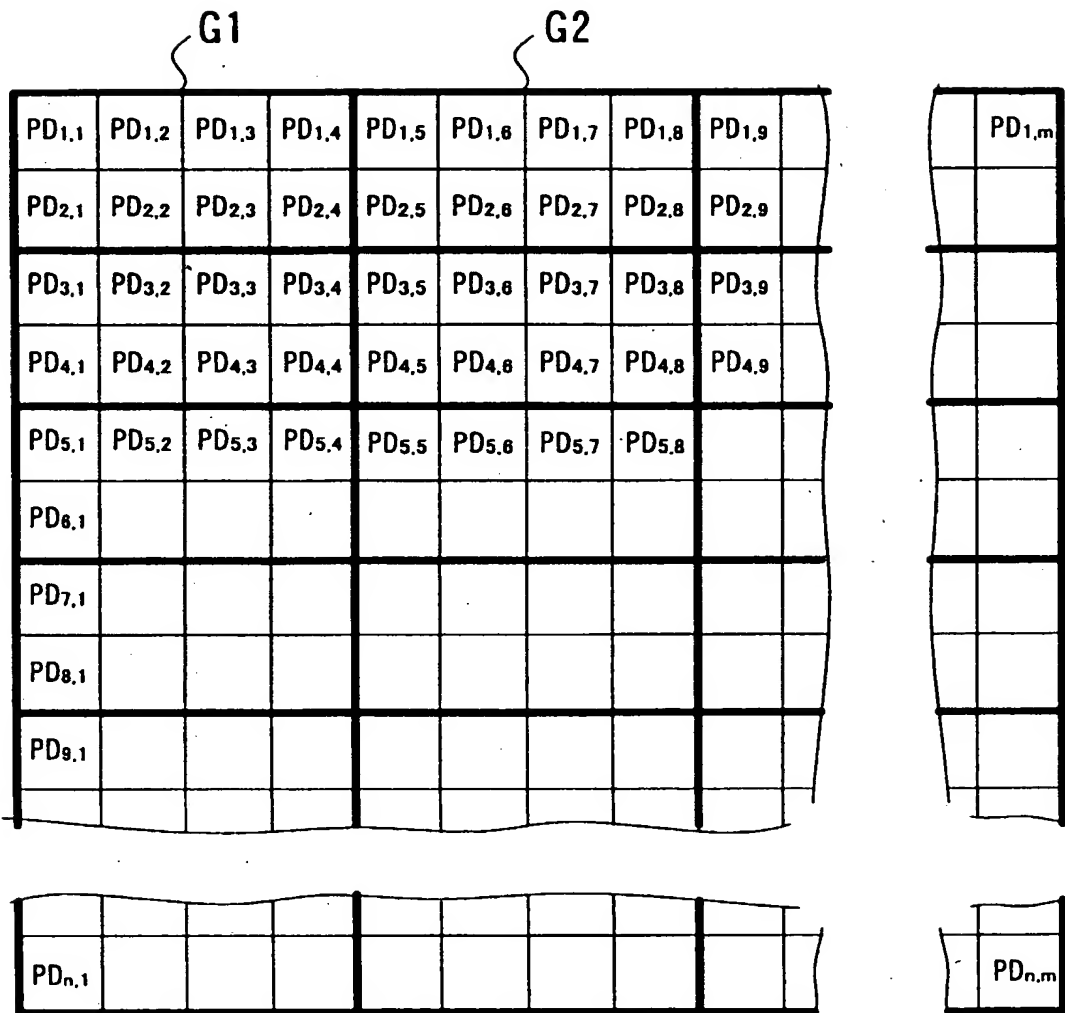 G1 G2
PD1,1 PD1,2 PD1,3 PD1,4 PD1,5 PD1,6 PD1,7 PD1,8 PD1,9 PD1,m
PD2,1 PD2,2 PD2,3 PD2,4 PD2,5 PD2,6 PD2,7 PD2,8 PD2,9
PD3,1 PD3,2 PD3,3 PD3,4 PD3,5 PD3,6 PD3,7 PD3,8 PD3,9
PD4,1 PD4,2 PD4,3 PD4,4 PD4,5 PD4,6 PD4,7 PD4,8 PD4,9
PD5,1 PD5,2 PD5,3 PD5,4 PD5,5 PD5,6 PD5,7 PD5,8
PD6,1
PD7,1
PD8,1
PD9,1
PDn,1 PDn,m